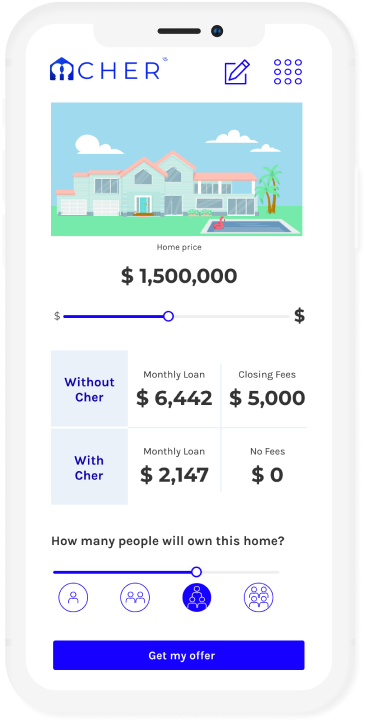 CHER
Home price
$ 1,500,000
$ $
Without
Cher
Monthly Loan
$ 6,442
Closing Fees
$ 5,000
With
Cher
Monthly Loan
$ 2,147
No Fees
$ 0
How many people will own this home?
Get my offer